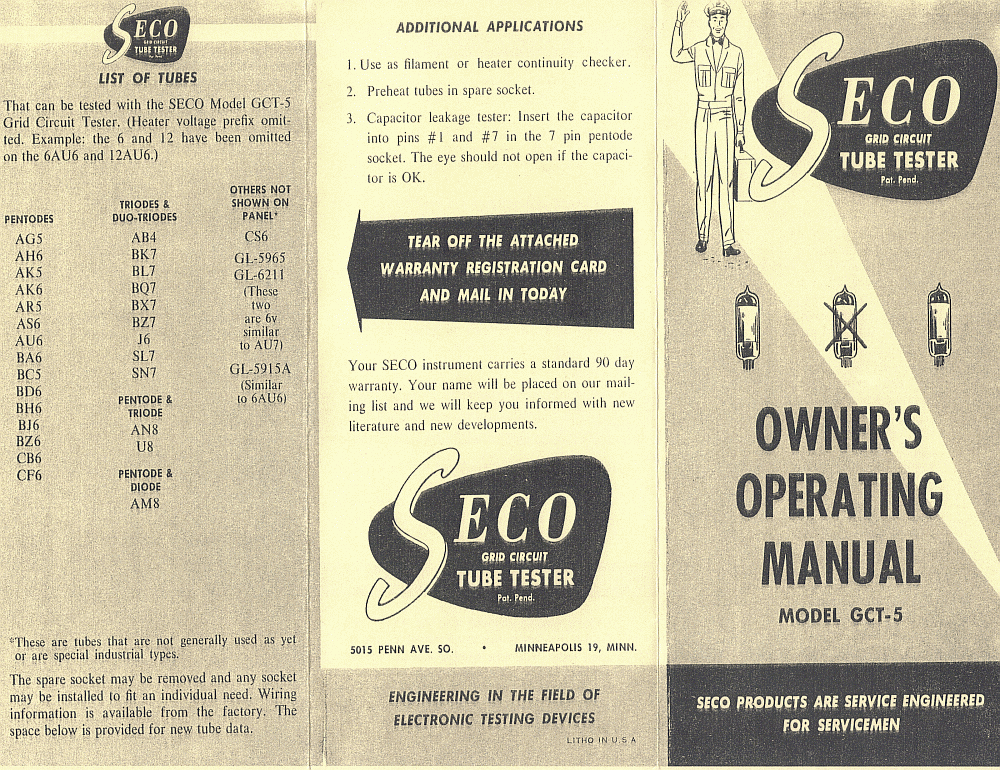 SECO
GRID CIRCUIT
TUBE TESTER
Pat. Pend.
LIST OF TUBES
That can be tested with the SECO Model GCT-5
Grid Circuit Tester. (Heater voltage prefix omit-
ted. Example: the 6 and 12 have been omitted
on the 6AU6 and 12AU6.)
PENTODES
AG5
AH6
AK5
AK6
AR5
AS6
AU6
BA6
BC5
BD6
BH6
BJ6
BZ6
CB6
CF6
TRIODES &
DUO-TRIODES
AB4
BK7
BL7
BQ7
BX7
BZ7
J6
SL7
SN7
PENTODE &
TRIODE
AN8
U8
PENTODE &
DIODE
AM8
OTHERS NOT
SHOWN ON
PANEL*
CS6
GL-5965
GL-6211
(These
two
are 6v
similar
to AU7)
GL-5915A
(Similar
to 6AU6)
*These are tubes that are not generally used as yet
or are special industrial types.
The spare socket may be removed and any socket
may be installed to fit an individual need. Wiring
information is available from the factory. The
space below is provided for new tube data.
ADDITIONAL APPLICATIONS
1. Use as filament or heater continuity checker.
2. Preheat tubes in spare socket.
3. Capacitor leakage tester: Insert the capacitor
into pins #1 and #7 in the 7 pin pentode
socket. The eye should not open if the capaci-
tor is OK.
TEAR OFF THE ATTACHED
WARRANTY REGISTRATION CARD
AND MAIL IN TODAY
Your SECO instrument carries a standard 90 day
warranty. Your name will be placed on our mail-
ing list and we will keep you informed with new
literature and new developments.
SECO
GRID CIRCUIT
TUBE TESTER
Pat. Pend.
5015 PENN AVE. SO. • MINNEAPOLIS 19, MINN.
ENGINEERING IN THE FIELD OF
ELECTRONIC TESTING DEVICES
LITHO IN U.S.A
SECO
GRID CIRCUIT
TUBE TESTER
Pat. Pend.
OWNER'S
OPERATING
MANUAL
MODEL GCT-5
SECO PRODUCTS ARE SERVICE ENGINEERED
FOR SERVICEMEN